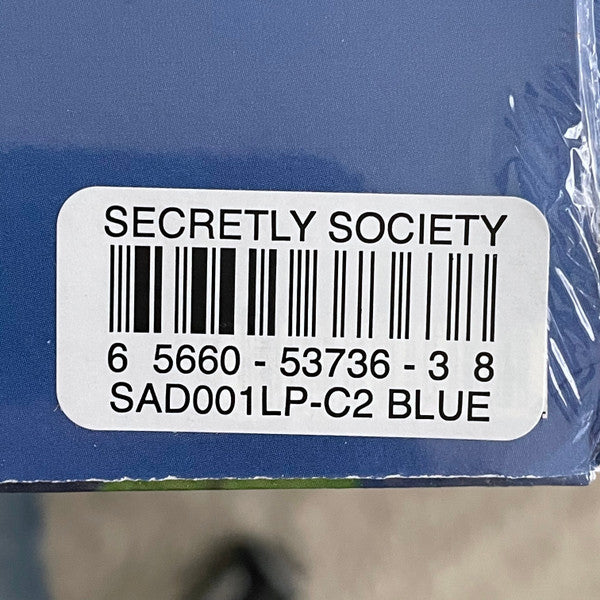 SECRETLY SOCIETY
6 5660 - 53736 - 3 8
SAD001LP-C2 BLUE